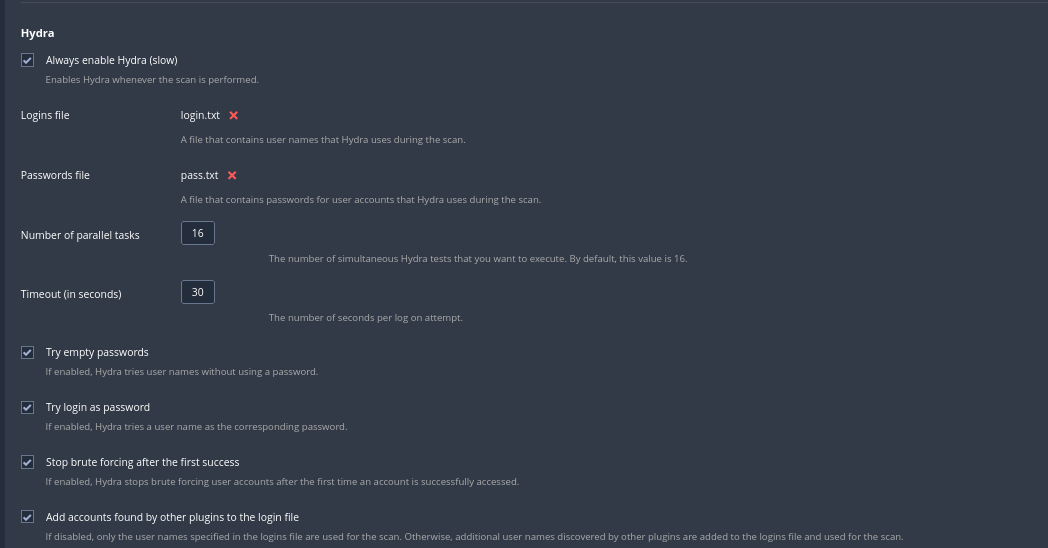 Hydra
Always enable Hydra (slow)
Enables Hydra whenever the scan is performed.
Logins file
login.txt
A file that contains user names that Hydra uses during the scan.
Passwords file
pass.txt
A file that contains passwords for user accounts that Hydra uses during the scan.
Number of parallel tasks
16
The number of simultaneous Hydra tests that you want to execute. By default, this value is 16.
Timeout (in seconds)
30
The number of seconds per log on attempt.
Try empty passwords
If enabled, Hydra tries user names without using a password.
Try login as password
If enabled, Hydra tries a user name as the corresponding password.
Stop brute forcing after the first success
If enabled, Hydra stops brute forcing user accounts after the first time an account is successfully accessed.
Add accounts found by other plugins to the login file
If disabled, only the user names specified in the logins file are used for the scan. Otherwise, additional user names discovered by other plugins are added to the logins file and used for the scan.